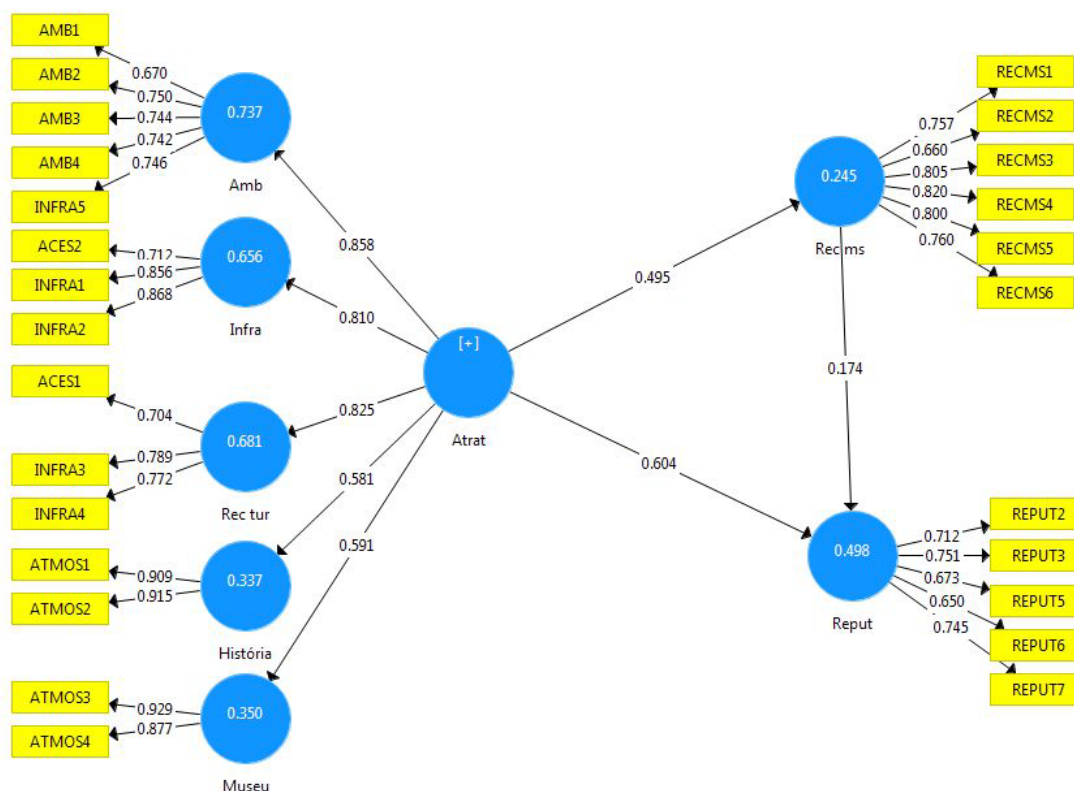 AMB1
AMB2
AMB3
AMB4
INFRA5
0.670
0.750
0.744
0.742
0.746
0.737
Amb
ACES2
INFRA1
INFRA2
0.712
0.856
0.868
0.656
Infra
ACES1
INFRA3
INFRA4
0.704
0.789
0.772
0.681
Rec tur
ATMOS1
ATMOS2
0.909
0.915
0.337
História
ATMOS3
ATMOS4
0.929
0.877
0.350
Museu
0.858
0.810
0.825
0.581
0.591
[+]
Atrat
0.495
0.604
0.174
0.245
Recms
0.757
0.660
0.805
0.820
0.800
0.760
RECMS1
RECMS2
RECMS3
RECMS4
RECMS5
RECMS6
0.498
Reput
0.712
0.751
0.673
0.650
0.745
REPUT2
REPUT3
REPUT5
REPUT6
REPUT7